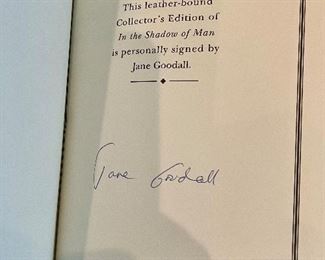 This leather-bound
Collector's Edition of
In the Shadow of Man
is personally signed by
Jane Goodall.
Jane Goodall